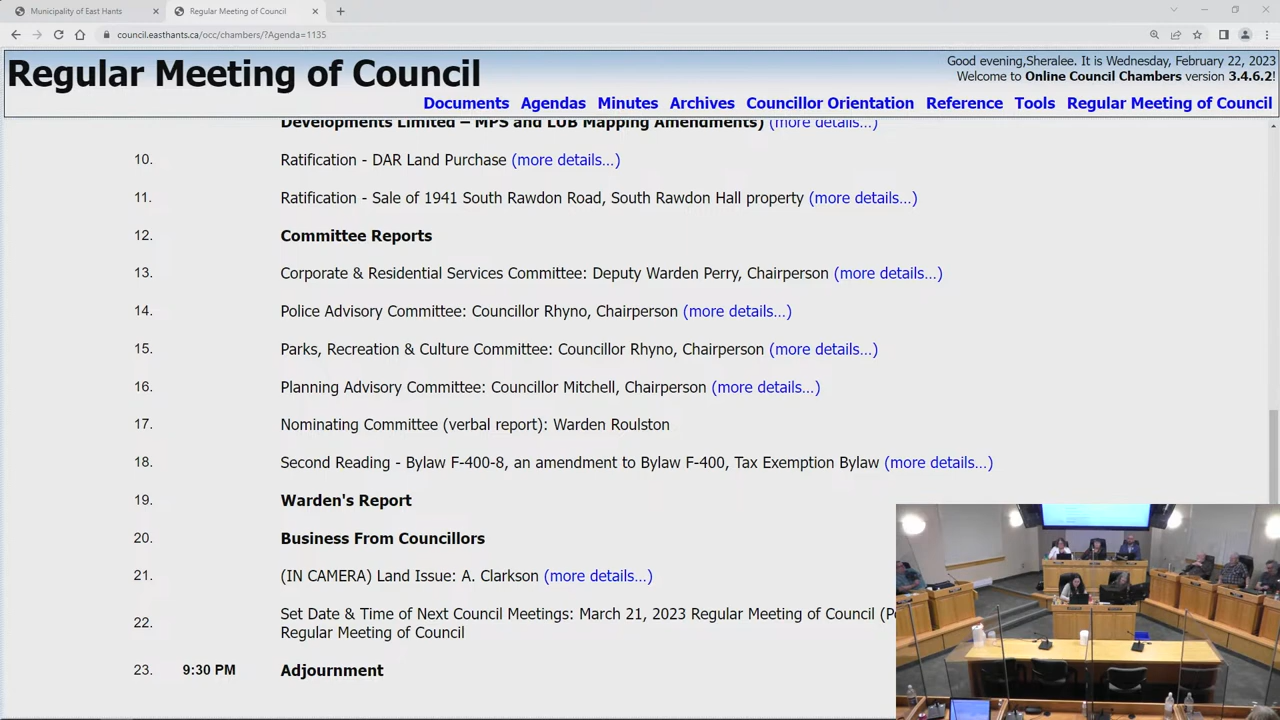 Municipality of East Hants
Regular Meeting of Council
council.easthants.ca/occ/chambers/?Agenda=1135
Regular Meeting of Council
Good evening,Sheralee. It is Wednesday, February 22, 2023
Welcome to Online Council Chambers version 3.4.6.2!
Documents Agendas Minutes Archives Councillor Orientation Reference Tools Regular Meeting of Council
Developments Limited – MPS and LUB Mapping Amendments) (more details...)
10. Ratification - DAR Land Purchase (more details...)
11. Ratification - Sale of 1941 South Rawdon Road, South Rawdon Hall property (more details...)
12. Committee Reports
13. Corporate & Residential Services Committee: Deputy Warden Perry, Chairperson (more details...)
14. Police Advisory Committee: Councillor Rhyno, Chairperson (more details...)
15. Parks, Recreation & Culture Committee: Councillor Rhyno, Chairperson (more details...)
16. Planning Advisory Committee: Councillor Mitchell, Chairperson (more details...)
17. Nominating Committee (verbal report): Warden Roulston
18. Second Reading - Bylaw F-400-8, an amendment to Bylaw F-400, Tax Exemption Bylaw (more details...)
19. Warden's Report
20. Business From Councillors
21. (IN CAMERA) Land Issue: A. Clarkson (more details...)
22. Set Date & Time of Next Council Meetings: March 21, 2023 Regular Meeting of Council
Regular Meeting of Council
23. 9:30 PM Adjournment